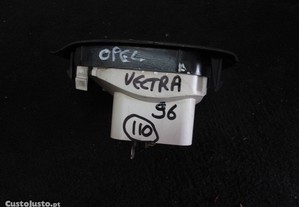 OPEL
VECTRA
96
110
CustoJusto.pt